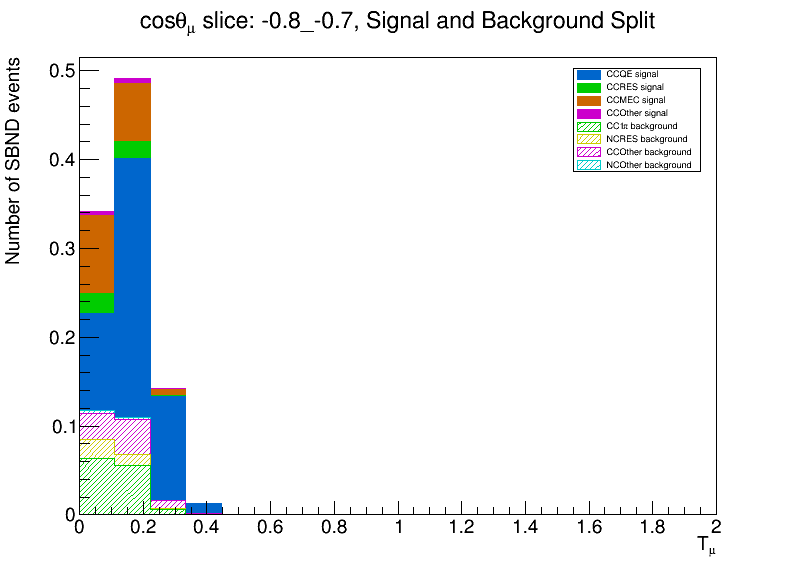 cosθμ slice: -0.8_-0.7, Signal and Background Split
Number of SBND events
0.5
0.4
0.3
0.2
0.1
0
CCQE signal
CCRES signal
CCMEC signal
CCOther signal
CC1π background
NCRES background
CCOther background
NCOther background
0 0.2 0.4 0.6 0.8 1 1.2 1.4 1.6 1.8 2
Tμ